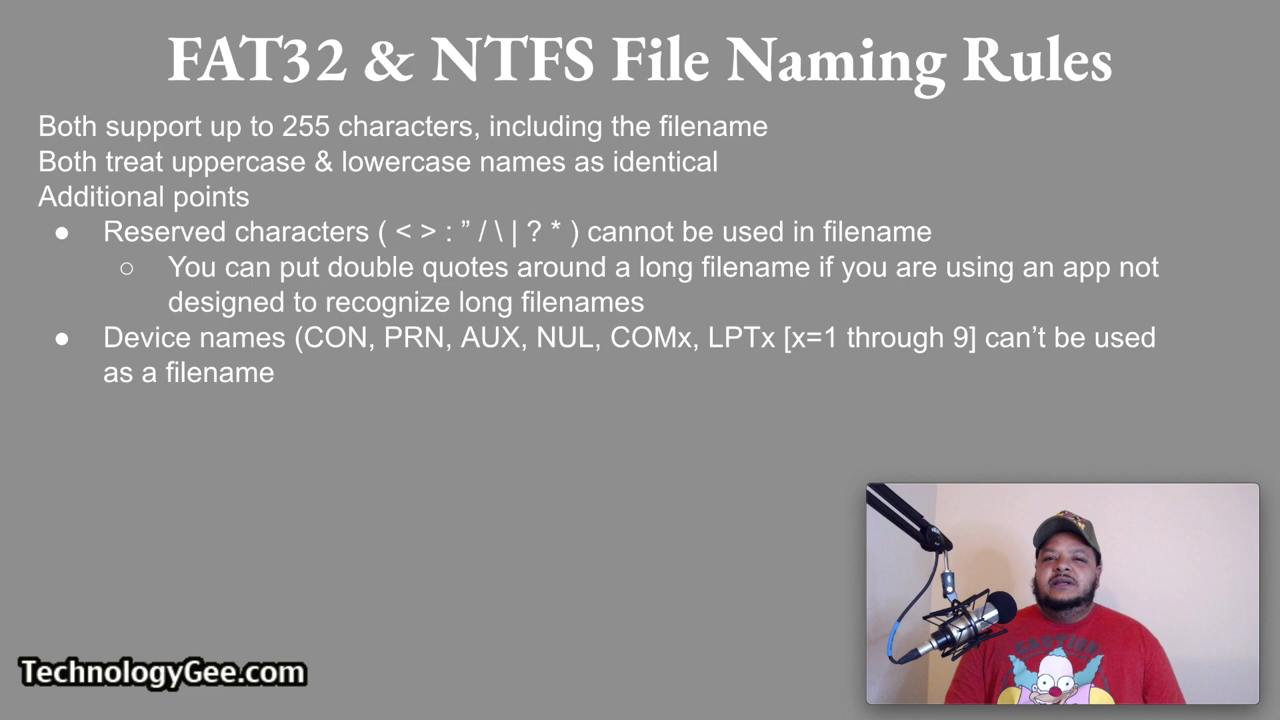 FAT32 & NTFS File Naming Rules
Both support up to 255 characters, including the filename
Both treat uppercase & lowercase names as identical
Additional points
● Reserved characters ( < > : ” / \ | ? * ) cannot be used in filename
○ You can put double quotes around a long filename if you are using an app not
designed to recognize long filenames
● Device names (CON, PRN, AUX, NUL, COMx, LPTx [x=1 through 9] can’t be used
as a filename
CAUTION
TechnologyGee.com